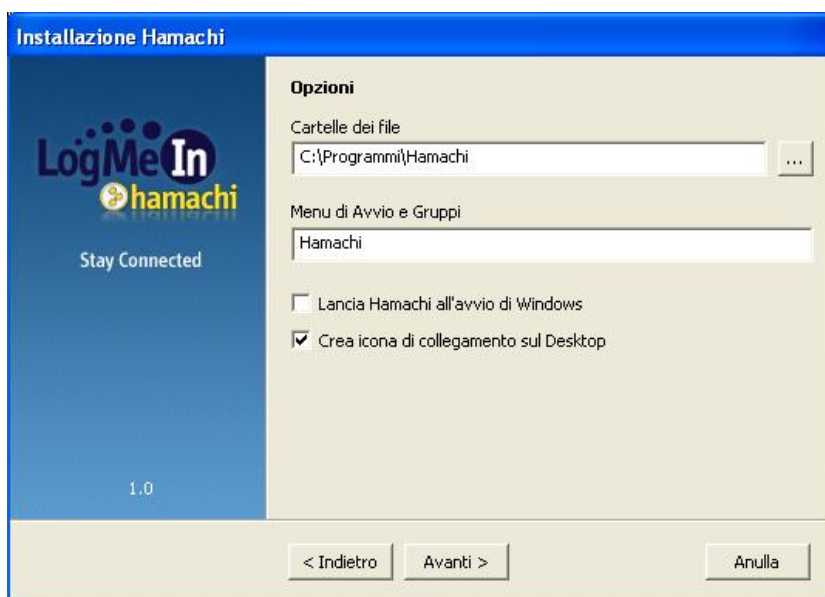 Installazione Hamachi
LogMeIn
hamachi
Stay Connected
1.0
Opzioni
Cartelle dei file
C:\Programmi\Hamachi
...
Menu di Avvio e Gruppi
Hamachi
Lancia Hamachi all'avvio di Windows
Crea icona di collegamento sul Desktop
< Indietro
Avanti >
Anulla